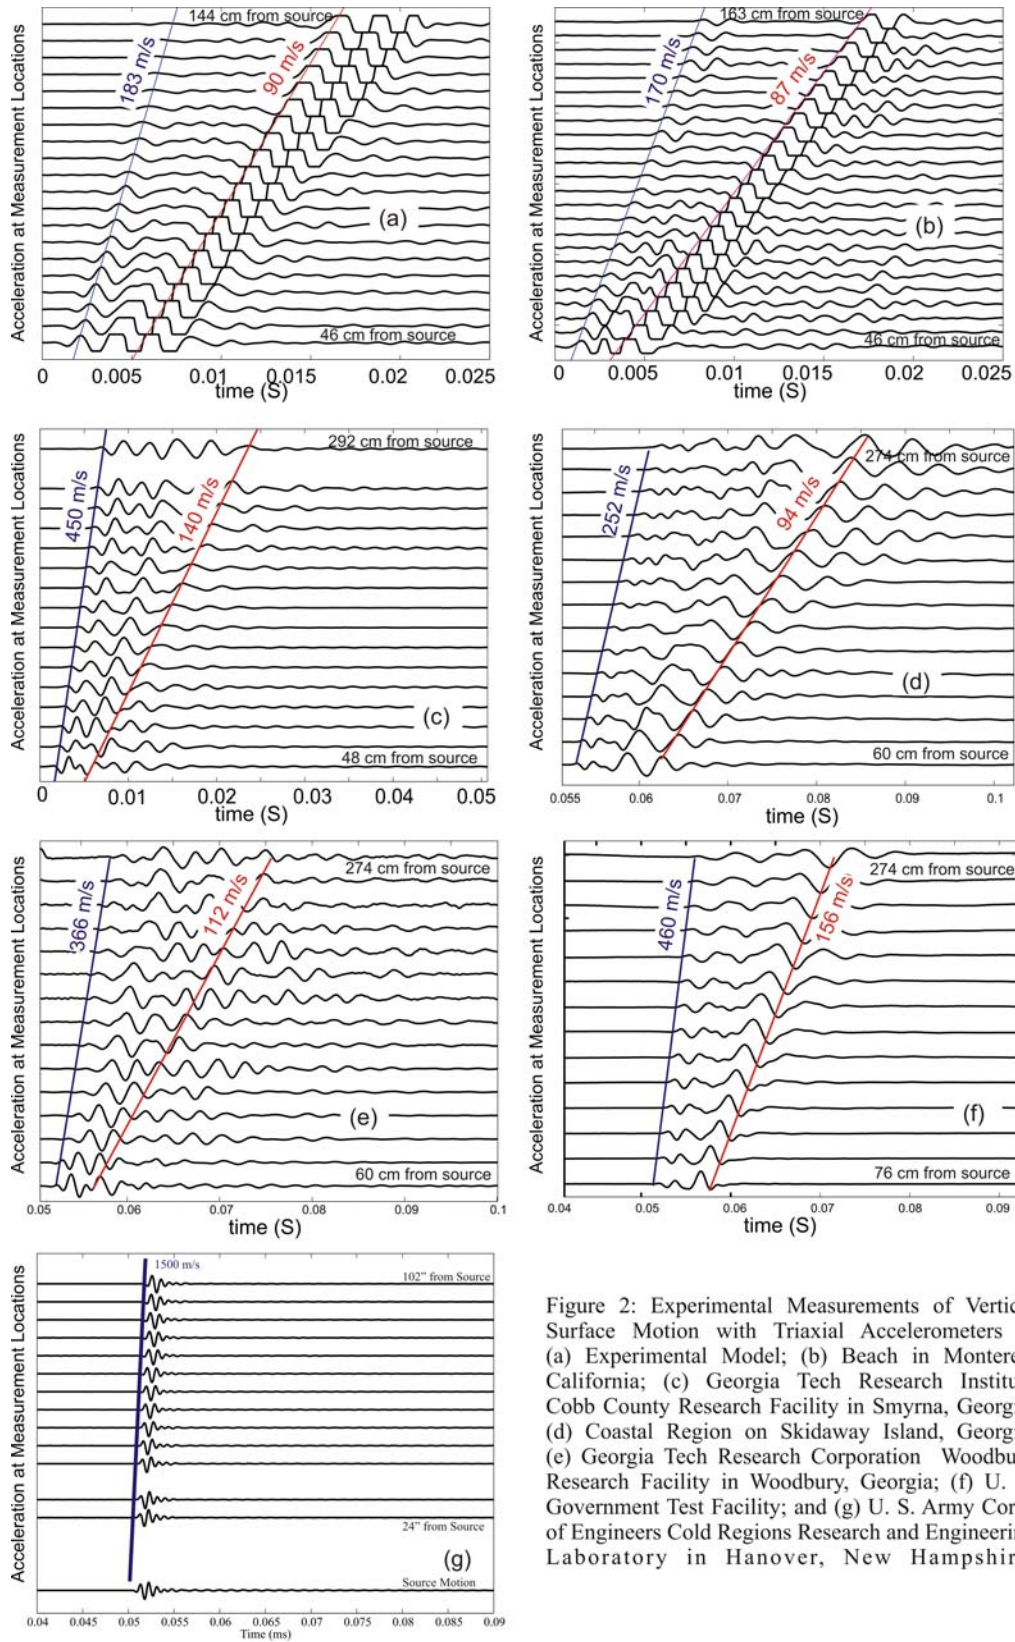 144 cm from source
183 m/s
90 m/s
(a)
46 cm from source
Acceleration at Measurement Locations
0 0.005 0.01 0.015 0.02 0.025
time (S)
163 cm from source
170 m/s
87 m/s
(b)
46 cm from source
Acceleration at Measurement Locations
0 0.005 0.01 0.015 0.02 0.025
time (S)
292 cm from source
450 m/s
140 m/s
(c)
48 cm from source
Acceleration at Measurement Locations
0 0.01 0.02 0.03 0.04 0.05
time (S)
274 cm from source
252 m/s
94 m/s
(d)
60 cm from source
Acceleration at Measurement Locations
0.055 0.06 0.07 0.08 0.09 0.1
time (S)
274 cm from source
366 m/s
112 m/s
(e)
60 cm from source
Acceleration at Measurement Locations
0.05 0.06 0.07 0.08 0.09 0.1
time (S)
274 cm from source
460 m/s
156 m/s
(f)
76 cm from source
Acceleration at Measurement Locations
0.04 0.05 0.06 0.07 0.08 0.09
time (S)
1500 m/s
102" from Source
24" from Source
(g)
Source Motion
Acceleration at Measurement Locations
0.04 0.045 0.05 0.055 0.06 0.065 0.07 0.075 0.08 0.085 0.09
Time (ms)
Figure 2: Experimental Measurements of Vertic
Surface Motion with Triaxial Accelerometers
(a) Experimental Model; (b) Beach in Montere
California; (c) Georgia Tech Research Institu
Cobb County Research Facility in Smyrna, Georg
(d) Coastal Region on Skidaway Island, Georg
(e) Georgia Tech Research Corporation Woodbu
Research Facility in Woodbury, Georgia; (f) U.
Government Test Facility; and (g) U. S. Army Cor
of Engineers Cold Regions Research and Engineerin
Laboratory in Hanover, New Hampshir